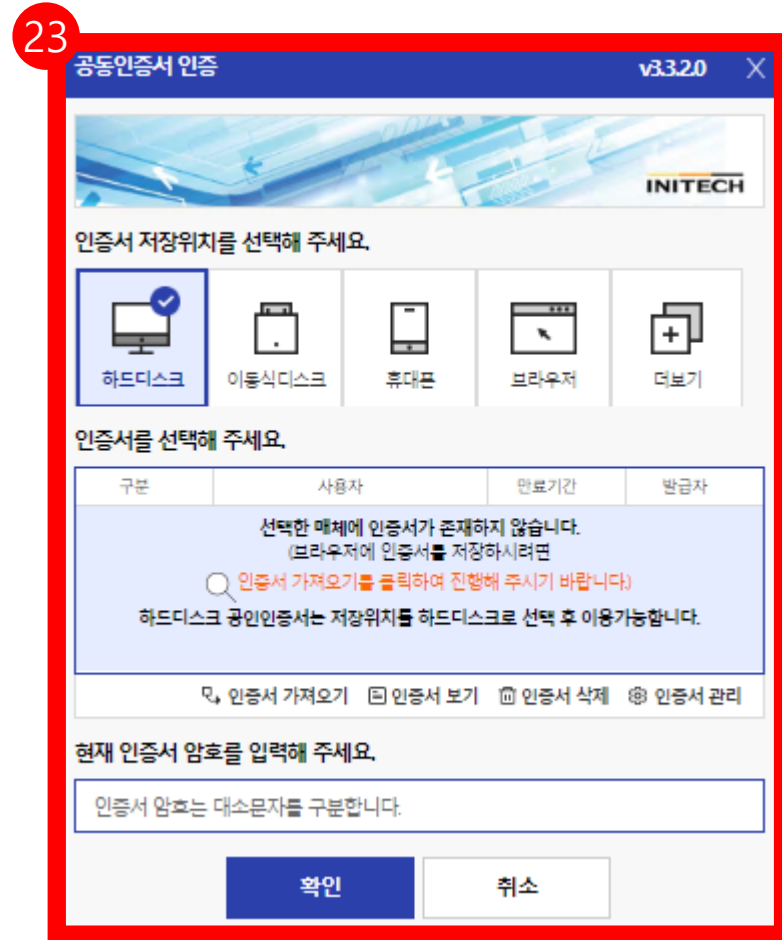 23
공동인증서 인증 v3.3.2.0 X
INITECH
인증서 저장위치를 선택해 주세요.
하드디스크 이동식디스크 휴대폰 브라우저 더보기
인증서를 선택해 주세요.
구분 사용자 만료기간 발급자
선택한 매체에 인증서가 존재하지 않습니다.
(브라우저에 인증서를 저장하시려면
인증서 가져오기를 클릭하여 진행해 주시기 바랍니다.)
하드디스크 공인인증서는 저장위치를 하드디스크로 선택 후 이용가능합니다.
인증서 가져오기 인증서 보기 인증서 삭제 인증서 관리
현재 인증서 암호를 입력해 주세요.
인증서 암호는 대소문자를 구분합니다.
확인 취소